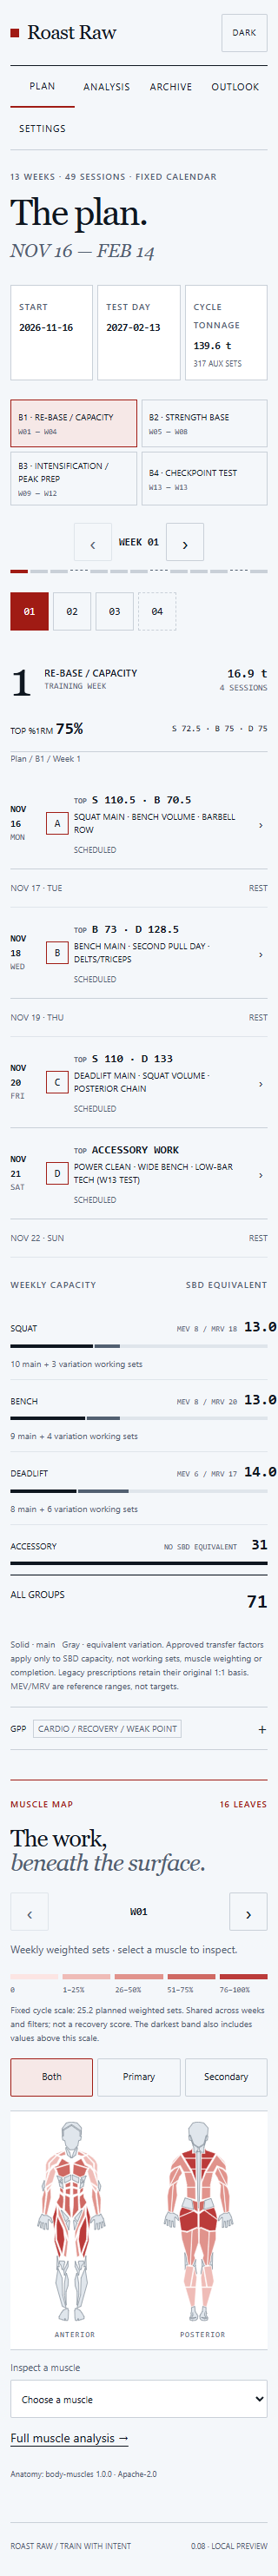 Roast Raw
DARK
PLAN ANALYSIS ARCHIVE OUTLOOK
SETTINGS
13 WEEKS · 49 SESSIONS · FIXED CALENDAR
The plan.
NOV 16 — FEB 14
START
2026-11-16
TEST DAY
2027-02-13
CYCLE
TONNAGE
139.6 t
317 AUX SETS
B1 · RE-BASE / CAPACITY
W01 — W04
B2 · STRENGTH BASE
W05 — W08
B3 · INTENSIFICATION /
PEAK PREP
W09 — W12
B4 · CHECKPOINT TEST
W13 — W13
‹ WEEK 01 ›
01 02 03 04
1
RE-BASE / CAPACITY
TRAINING WEEK
16.9 t
4 SESSIONS
TOP %1RM 75%
S 72.5 · B 75 · D 75
Plan / B1 / Week 1
NOV
16
MON
A
TOP S 110.5 · B 70.5
SQUAT MAIN · BENCH VOLUME · BARBELL
ROW
SCHEDULED
›
NOV 17 · TUE REST
NOV
18
WED
B
TOP B 73 · D 128.5
BENCH MAIN · SECOND PULL DAY ·
DELTS/TRICEPS
SCHEDULED
›
NOV 19 · THU REST
NOV
20
FRI
C
TOP S 110 · D 133
DEADLIFT MAIN · SQUAT VOLUME ·
POSTERIOR CHAIN
SCHEDULED
›
NOV
21
SAT
D
TOP ACCESSORY WORK
POWER CLEAN · WIDE BENCH · LOW-BAR
TECH (W13 TEST)
SCHEDULED
›
NOV 22 · SUN REST
WEEKLY CAPACITY SBD EQUIVALENT
SQUAT MEV 8 / MRV 18 13.0
10 main + 3 variation working sets
BENCH MEV 8 / MRV 20 13.0
9 main + 4 variation working sets
DEADLIFT MEV 6 / MRV 17 14.0
8 main + 6 variation working sets
ACCESSORY NO SBD EQUIVALENT 31
ALL GROUPS 71
Solid · main Gray · equivalent variation. Approved transfer factors
apply only to SBD capacity, not working sets, muscle weighting or
completion. Legacy prescriptions retain their original 1:1 basis.
MEV/MRV are reference ranges, not targets.
GPP CARDIO / RECOVERY / WEAK POINT +
MUSCLE MAP 16 LEAVES
The work,
beneath the surface.
‹ W01 ›
Weekly weighted sets · select a muscle to inspect.
0 1–25% 26–50% 51–75% 76–100%
Fixed cycle scale: 25.2 planned weighted sets. Shared across weeks
and filters; not a recovery score. The darkest band also includes
values above this scale.
Both Primary Secondary
ANTERIOR POSTERIOR
Inspect a muscle
Choose a muscle
Full muscle analysis →
Anatomy: body-muscles 1.0.0 · Apache-2.0
ROAST RAW / TRAIN WITH INTENT 0.08 · LOCAL PREVIEW